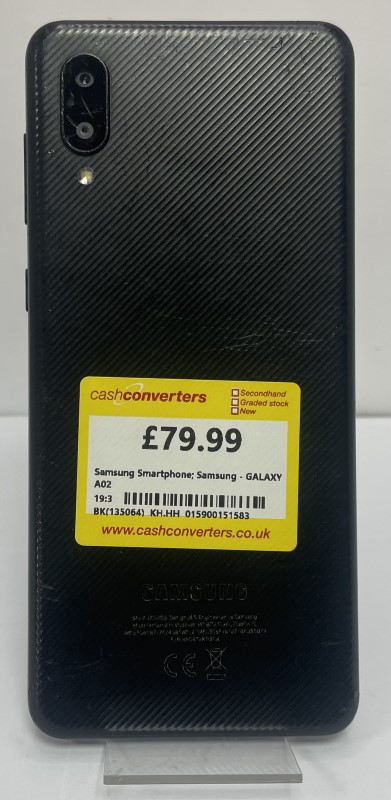 cashconverters
Secondhand
Graded stock
New
£79.99
Samsung Smartphone; Samsung - GALAXY
A02
19:3
BK(135064) KH.HH 015900151583
www.cashconverters.co.uk
SAMSUNG
CE